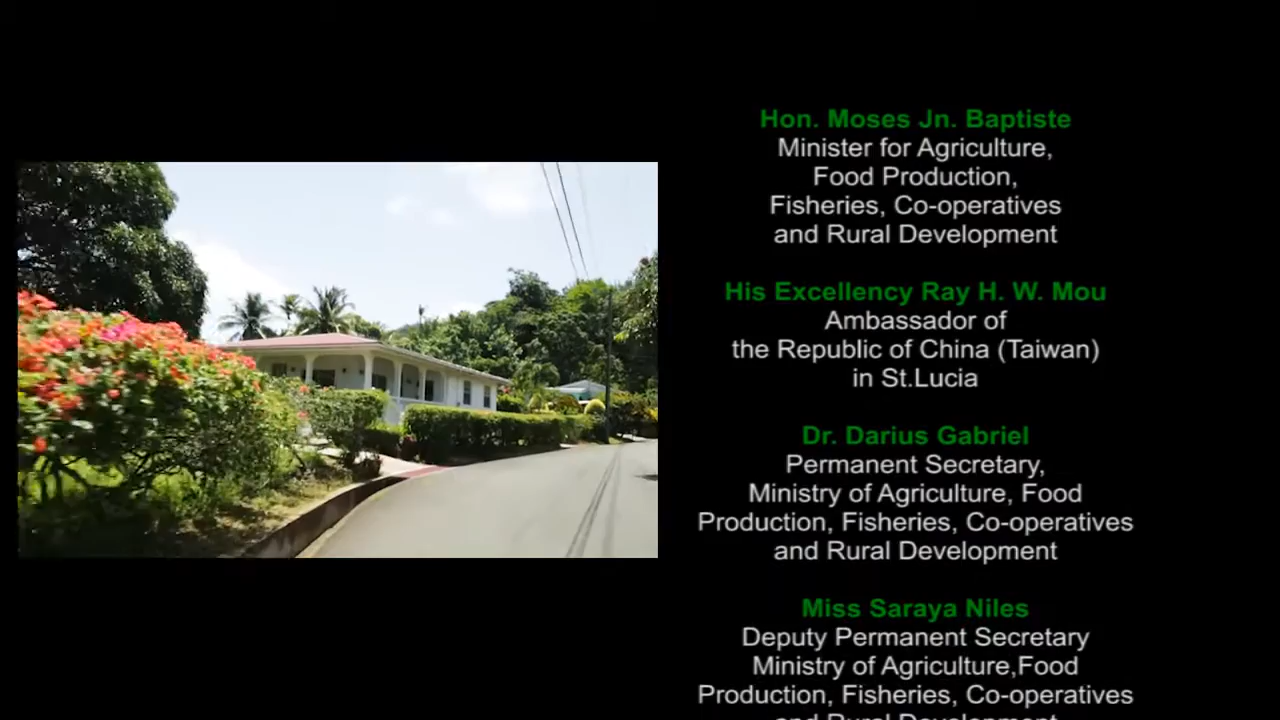 Hon. Moses Jn. Baptiste
Minister for Agriculture,
Food Production,
Fisheries, Co-operatives
and Rural Development
His Excellency Ray H. W. Mou
Ambassador of
the Republic of China (Taiwan)
in St.Lucia
Dr. Darius Gabriel
Permanent Secretary,
Ministry of Agriculture, Food
Production, Fisheries, Co-operatives
and Rural Development
Miss Saraya Niles
Deputy Permanent Secretary
Ministry of Agriculture,Food
Production, Fisheries, Co-operatives
and Rural Development